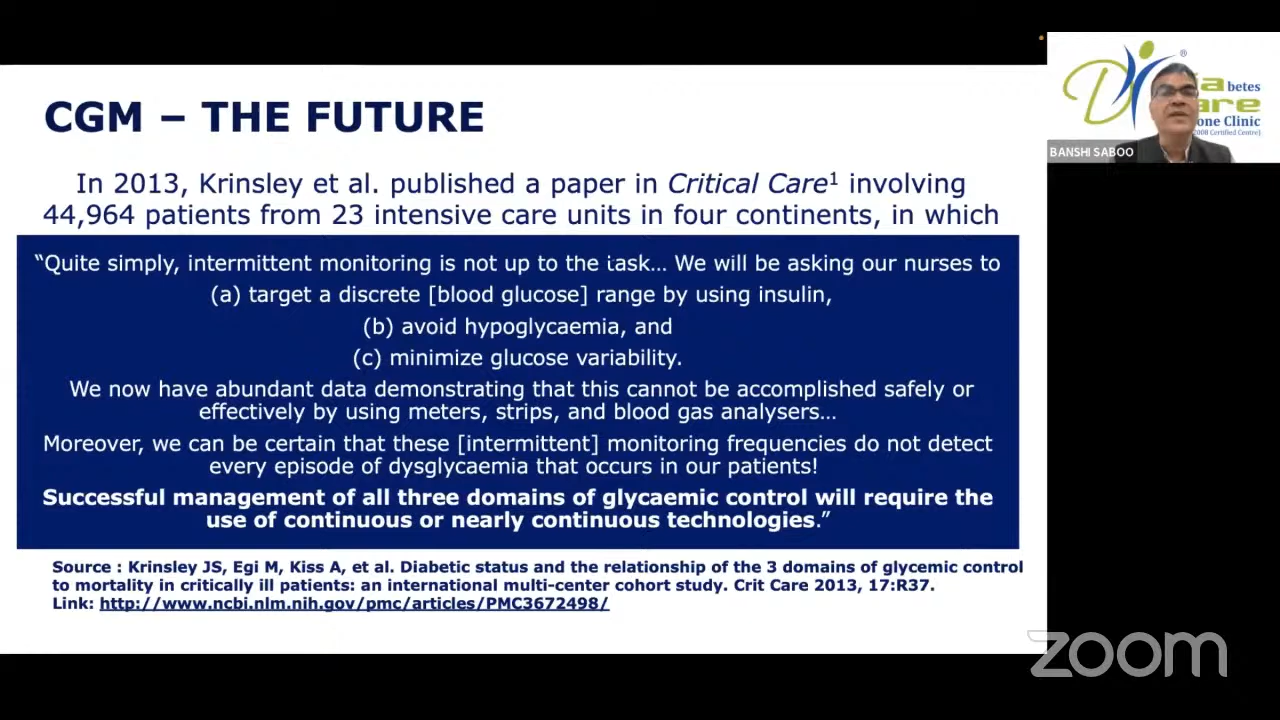 CGM – THE FUTURE
In 2013, Krinsley et al. published a paper in Critical Care1 involving
44,964 patients from 23 intensive care units in four continents, in which
“Quite simply, intermittent monitoring is not up to the task... We will be asking our nurses to
(a) target a discrete [blood glucose] range by using insulin,
(b) avoid hypoglycaemia, and
(c) minimize glucose variability.
We now have abundant data demonstrating that this cannot be accomplished safely or
effectively by using meters, strips, and blood gas analysers...
Moreover, we can be certain that these [intermittent] monitoring frequencies do not detect
every episode of dysglycaemia that occurs in our patients!
Successful management of all three domains of glycaemic control will require the
use of continuous or nearly continuous technologies.”
Source : Krinsley JS, Egi M, Kiss A, et al. Diabetic status and the relationship of the 3 domains of glycemic control
to mortality in critically ill patients: an international multi-center cohort study. Crit Care 2013, 17:R37.
Link: http://www.ncbi.nlm.nih.gov/pmc/articles/PMC3672498/
D ia betes
are
one Clinic
2008 Certified Centre)
®
BANSHI SABOO
zoom